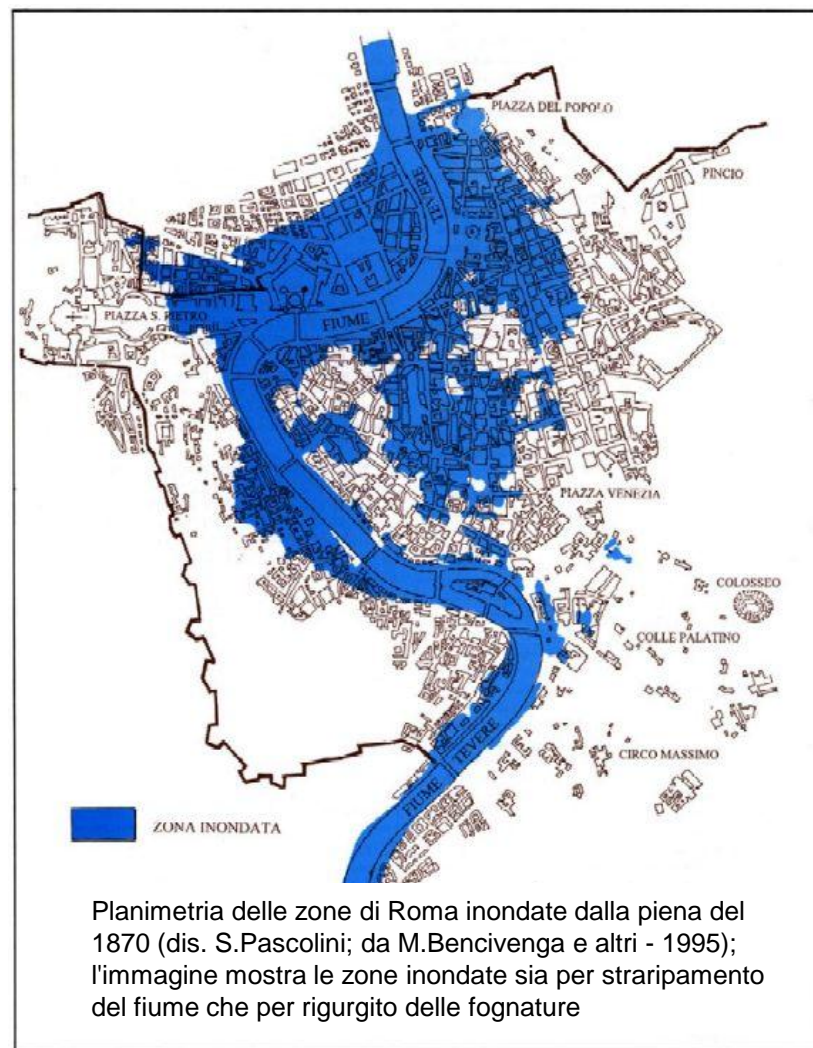 PIAZZA DEL POPOLO
PINCIO
TEVERE
PIAZZA S. PIETRO
FIUME
PIAZZA VENEZIA
COLOSSEO
COLLE PALATINO
CIRCO MASSIMO
FIUME TEVERE
ZONA INONDATA
Planimetria delle zone di Roma inondate dalla piena del
1870 (dis. S.Pascolini; da M.Bencivenga e altri - 1995);
l'immagine mostra le zone inondate sia per straripamento
del fiume che per rigurgito delle fognature